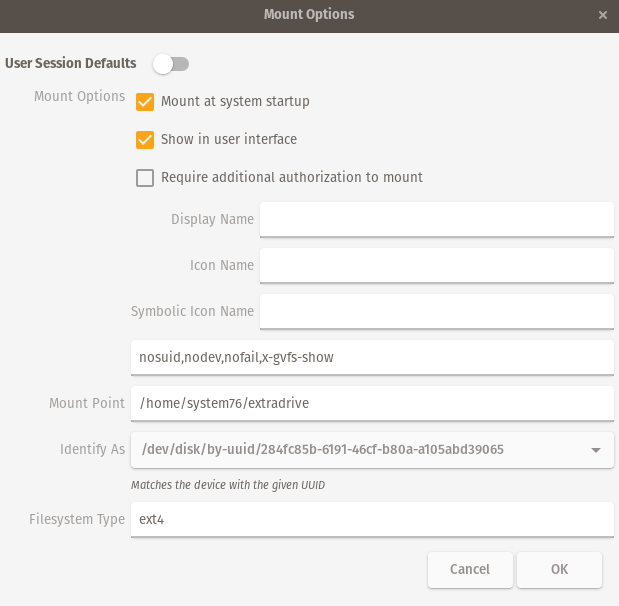 Mount Options
×
User Session Defaults
Mount Options
Mount at system startup
Show in user interface
Require additional authorization to mount
Display Name
Icon Name
Symbolic Icon Name
nosuid,nodev,nofail,x-gvfs-show
Mount Point /home/system76/extradrive
Identify As /dev/disk/by-uuid/284fc85b-6191-46cf-b80a-a105abd39065
Matches the device with the given UUID
Filesystem Type ext4
Cancel OK